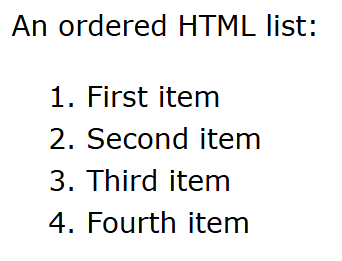 An ordered HTML list:
1. First item
2. Second item
3. Third item
4. Fourth item